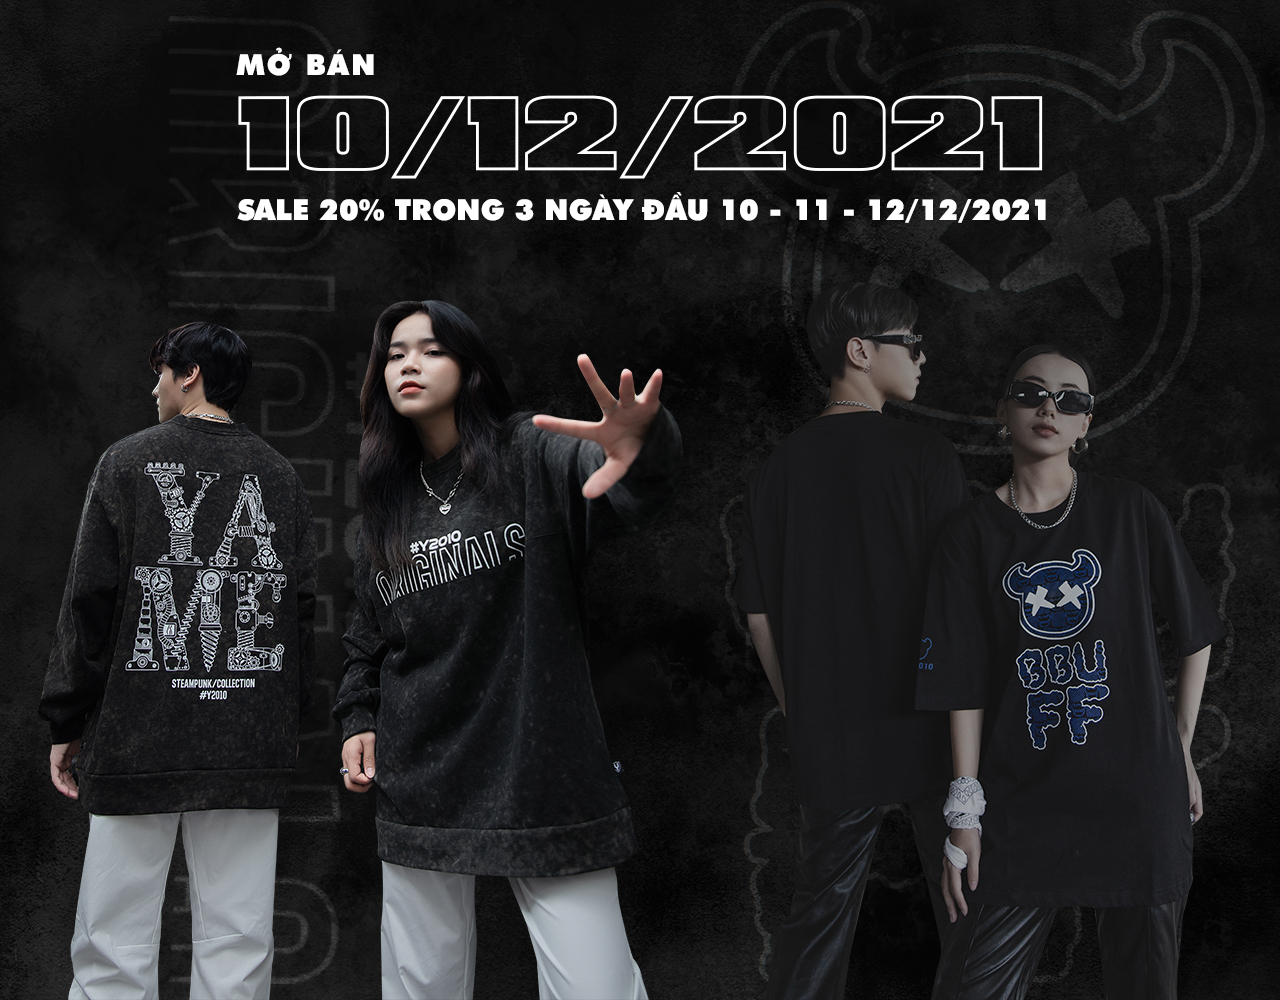 MỞ BÁN
10/12/2021
SALE 20% TRONG 3 NGÀY ĐẦU 10 - 11 - 12/12/2021
YA
ME
STEAMPUNK/COLLECTION
#Y2010
#Y2010
ORIGINALS
BBU
FF